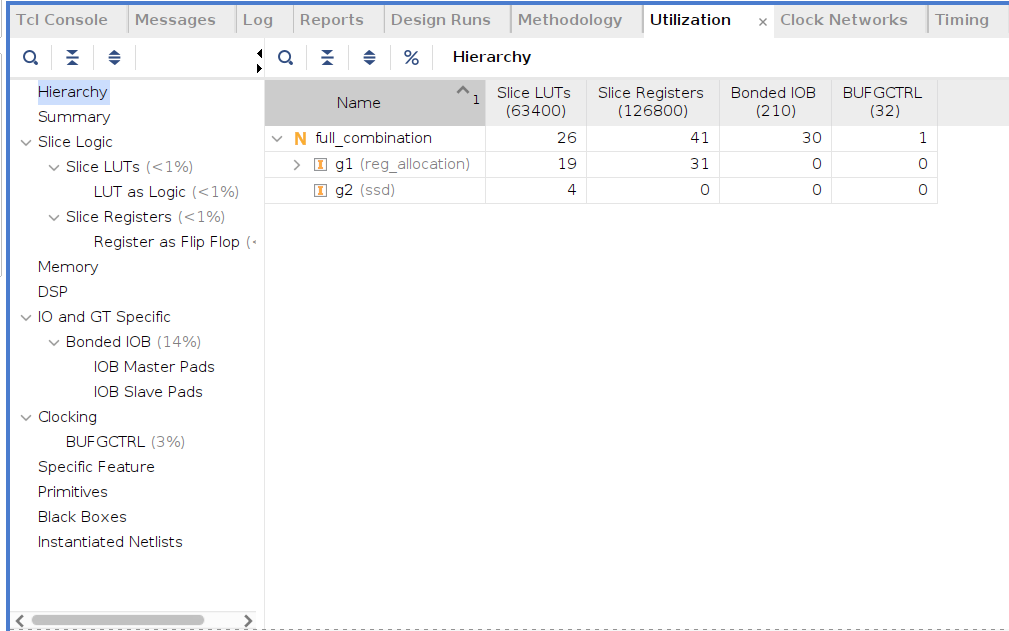 Tcl Console Messages Log Reports Design Runs Methodology Utilization × Clock Networks Timing
% Hierarchy
Hierarchy
Summary
Slice Logic
Slice LUTs (<1%)
LUT as Logic (<1%)
Slice Registers (<1%)
Register as Flip Flop (<
Memory
DSP
IO and GT Specific
Bonded IOB (14%)
IOB Master Pads
IOB Slave Pads
Clocking
BUFGCTRL (3%)
Specific Feature
Primitives
Black Boxes
Instantiated Netlists
Name 1 Slice LUTs (63400) Slice Registers (126800) Bonded IOB (210) BUFGCTRL (32)
N full_combination 26 41 30 1
I g1 (reg_allocation) 19 31 0 0
I g2 (ssd) 4 0 0 0